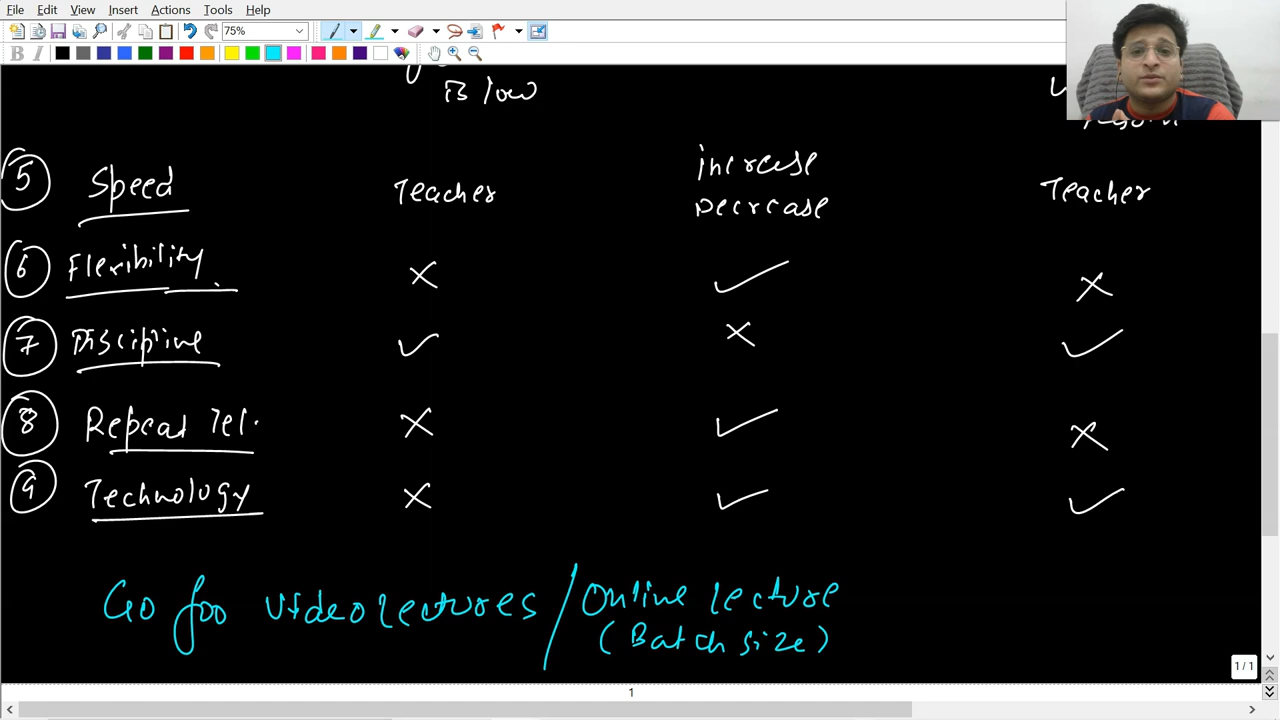 File Edit View Insert Actions Tools Help
75%
B I
is low
5 Speed Teacher increase Teacher
Decrease
6 Flexibility X ✓ X
7 Discipline ✓ X ✓
8 Repeat Tel. X ✓ X
9 Technology X ✓ ✓
Go foo videolectures / Online lecture
(Batch size)
1 / 1
1